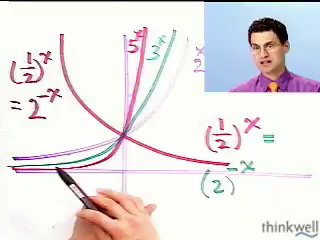 (1/2)^x
= 2^-x
5^x
3^x
2^x
(1/2)^x =
(2)^-x
thinkwell